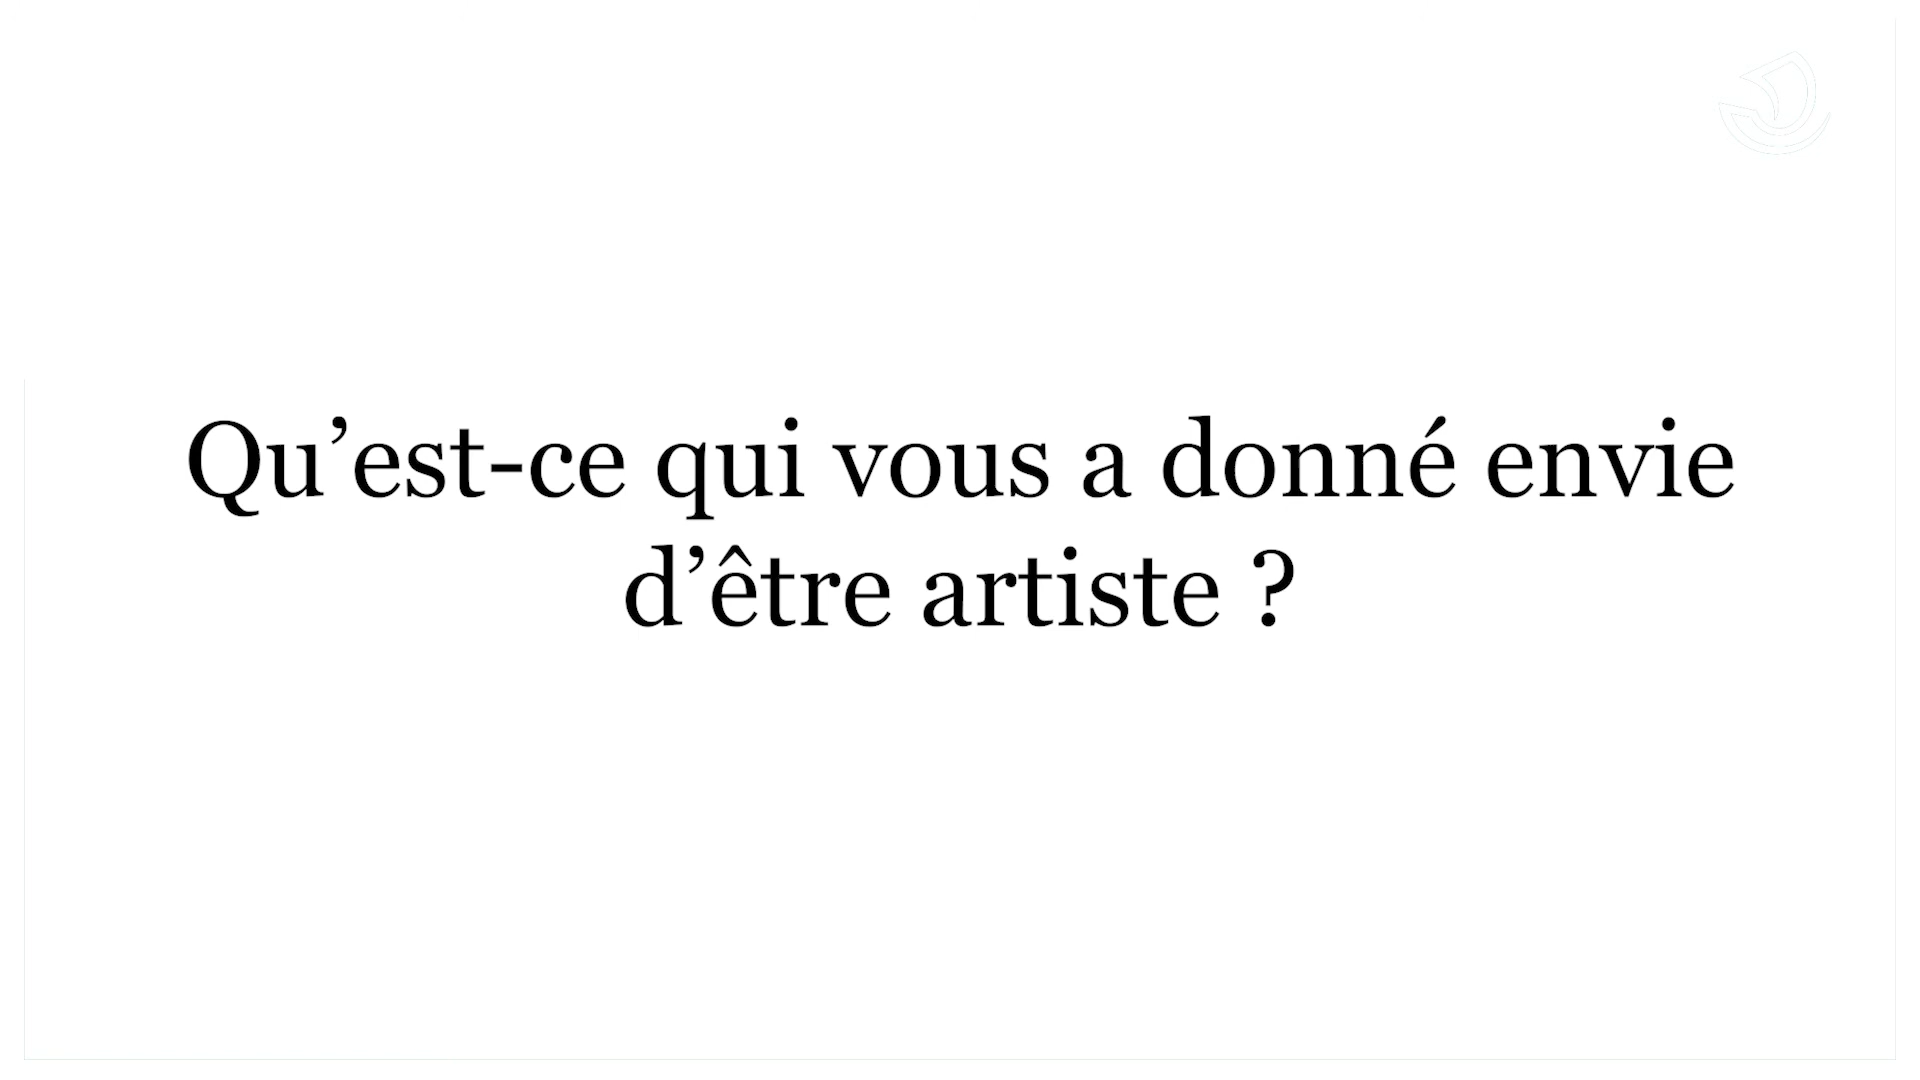 Qu’est-ce qui vous a donné envie
d’être artiste ?